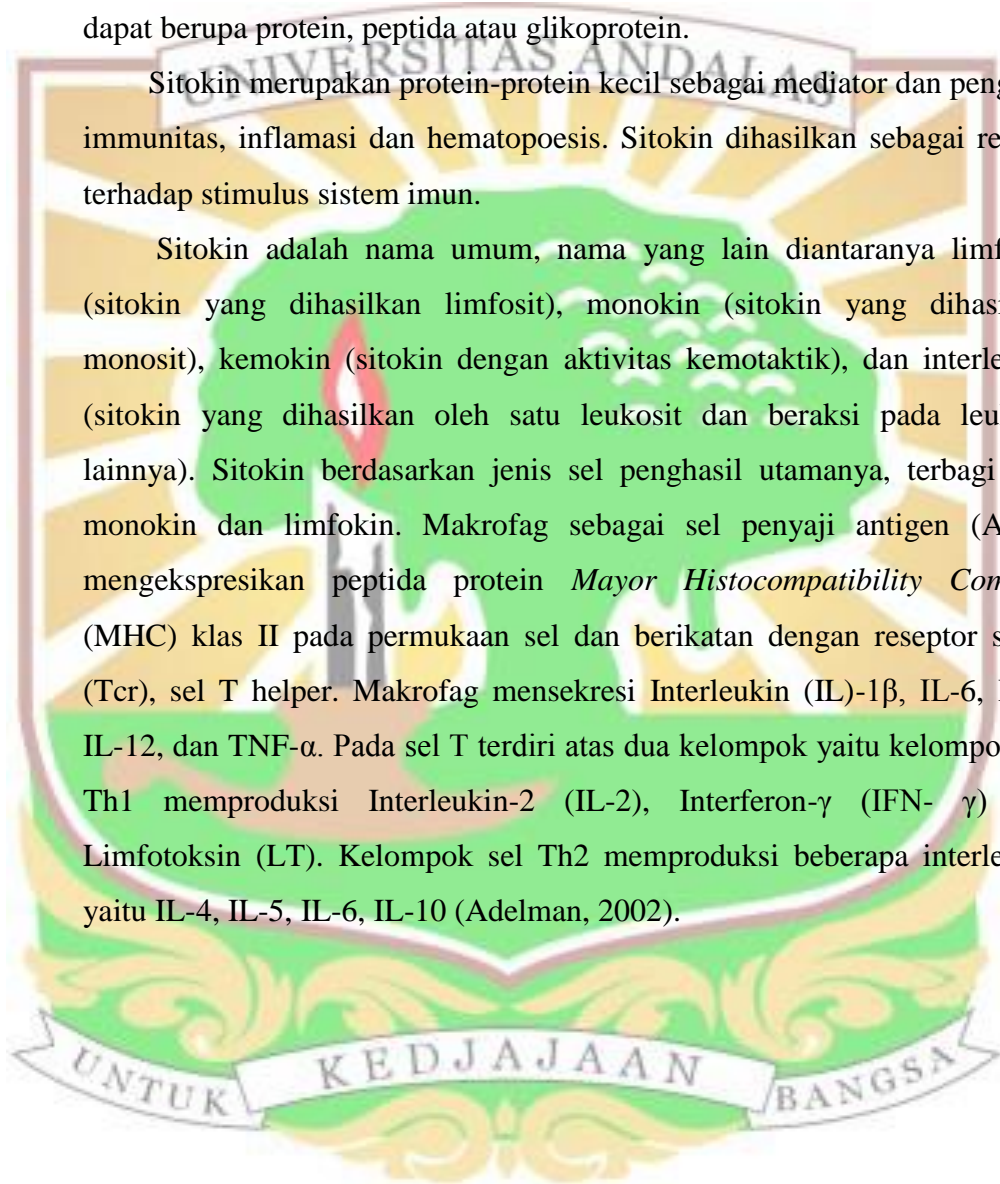 dapat berupa protein, peptida atau glikoprotein.
UNIVERSITAS ANDALAS
Sitokin merupakan protein-protein kecil sebagai mediator dan peng
immunitas, inflamasi dan hematopoesis. Sitokin dihasilkan sebagai re
terhadap stimulus sistem imun.
Sitokin adalah nama umum, nama yang lain diantaranya limf
(sitokin yang dihasilkan limfosit), monokin (sitokin yang dihasi
monosit), kemokin (sitokin dengan aktivitas kemotaktik), dan interle
(sitokin yang dihasilkan oleh satu leukosit dan beraksi pada leu
lainnya). Sitokin berdasarkan jenis sel penghasil utamanya, terbagi
monokin dan limfokin. Makrofag sebagai sel penyaji antigen (A
mengekspresikan peptida protein Mayor Histocompatibility Com
(MHC) klas II pada permukaan sel dan berikatan dengan reseptor s
(Tcr), sel T helper. Makrofag mensekresi Interleukin (IL)-1β, IL-6,
IL-12, dan TNF-α. Pada sel T terdiri atas dua kelompok yaitu kelompo
Th1 memproduksi Interleukin-2 (IL-2), Interferon-γ (IFN- γ)
Limfotoksin (LT). Kelompok sel Th2 memproduksi beberapa interle
yaitu IL-4, IL-5, IL-6, IL-10 (Adelman, 2002).
UNTUK KEDJAJAAN BANGSA